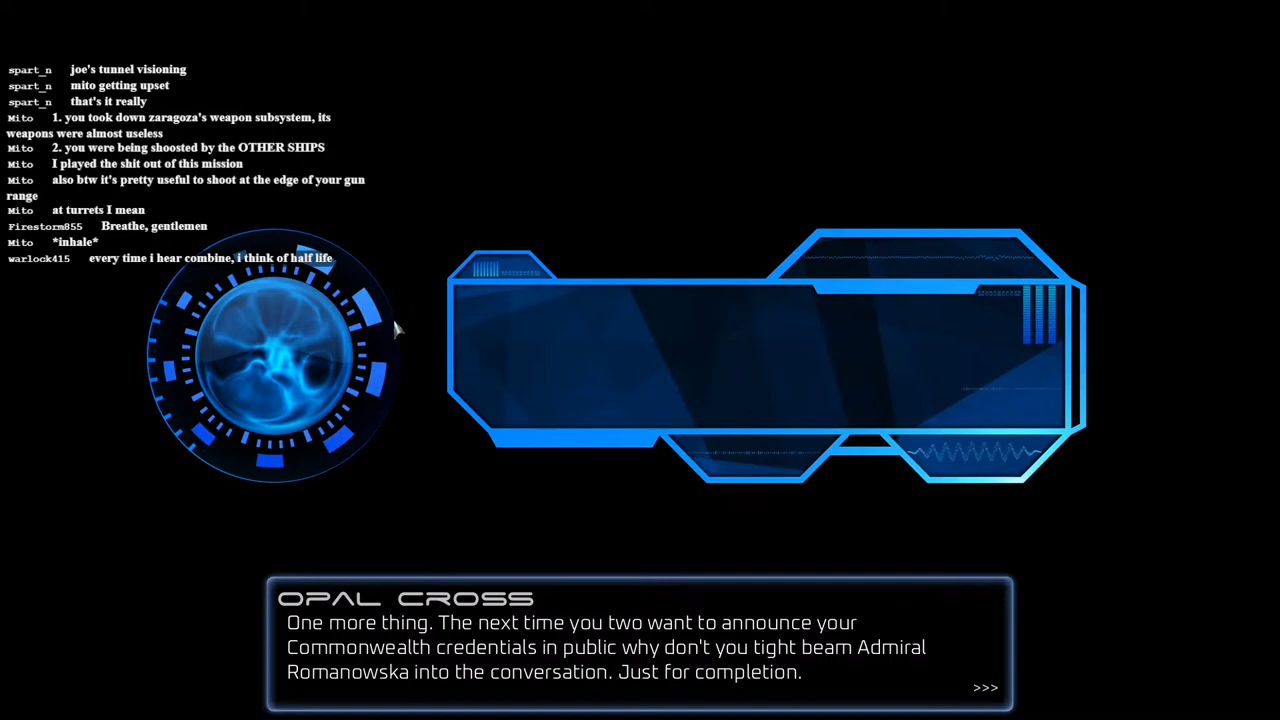 spart_n joe's tunnel visioning
spart_n mito getting upset
spart_n that's it really
Mito 1. you took down zaragoza's weapon subsystem, its
weapons were almost useless
Mito 2. you were being shoosted by the OTHER SHIPS
Mito I played the shit out of this mission
Mito also btw it's pretty useful to shoot at the edge of your gun
range
Mito at turrets I mean
Firestorm855 Breathe, gentlemen
Mito *inhale*
warlock415 every time i hear combine, i think of half life
OPAL CROSS
One more thing. The next time you two want to announce your
Commonwealth credentials in public why don't you tight beam Admiral
Romanowska into the conversation. Just for completion.
>>>